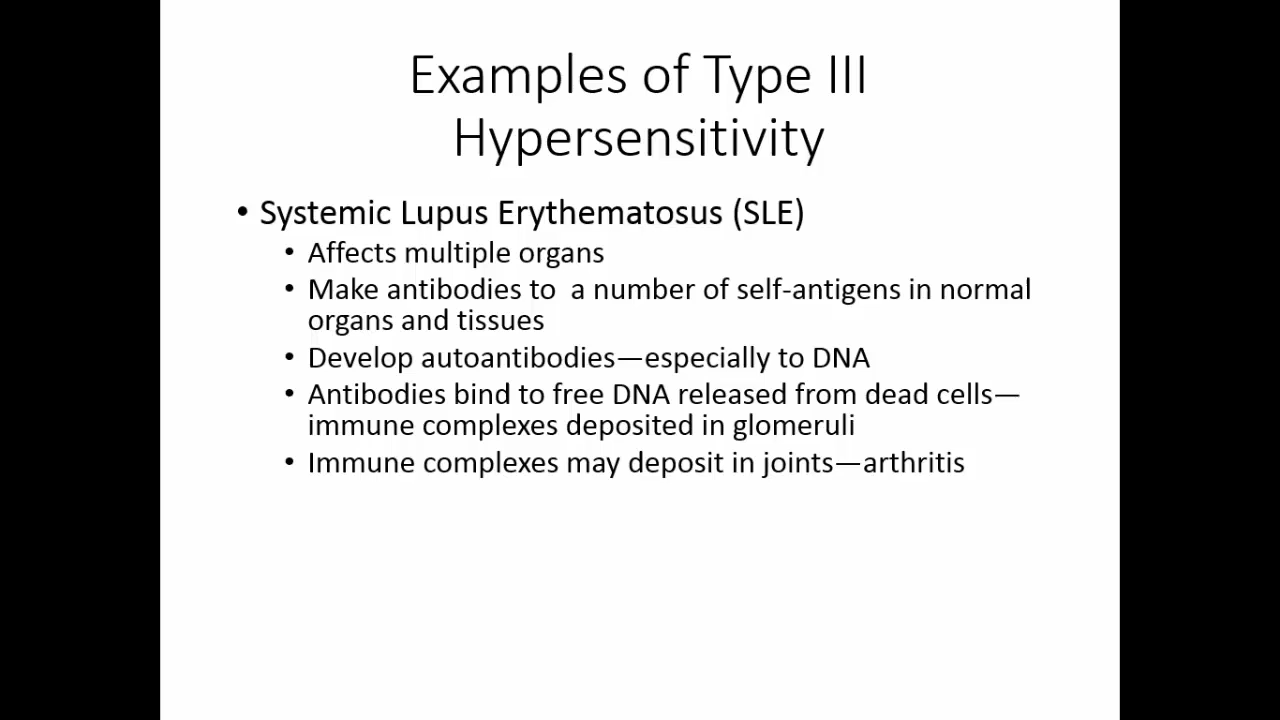 Examples of Type III
Hypersensitivity
• Systemic Lupus Erythematosus (SLE)
• Affects multiple organs
• Make antibodies to  a number of self-antigens in normal
organs and tissues
• Develop autoantibodies—especially to DNA
• Antibodies bind to free DNA released from dead cells—
immune complexes deposited in glomeruli
• Immune complexes may deposit in joints—arthritis